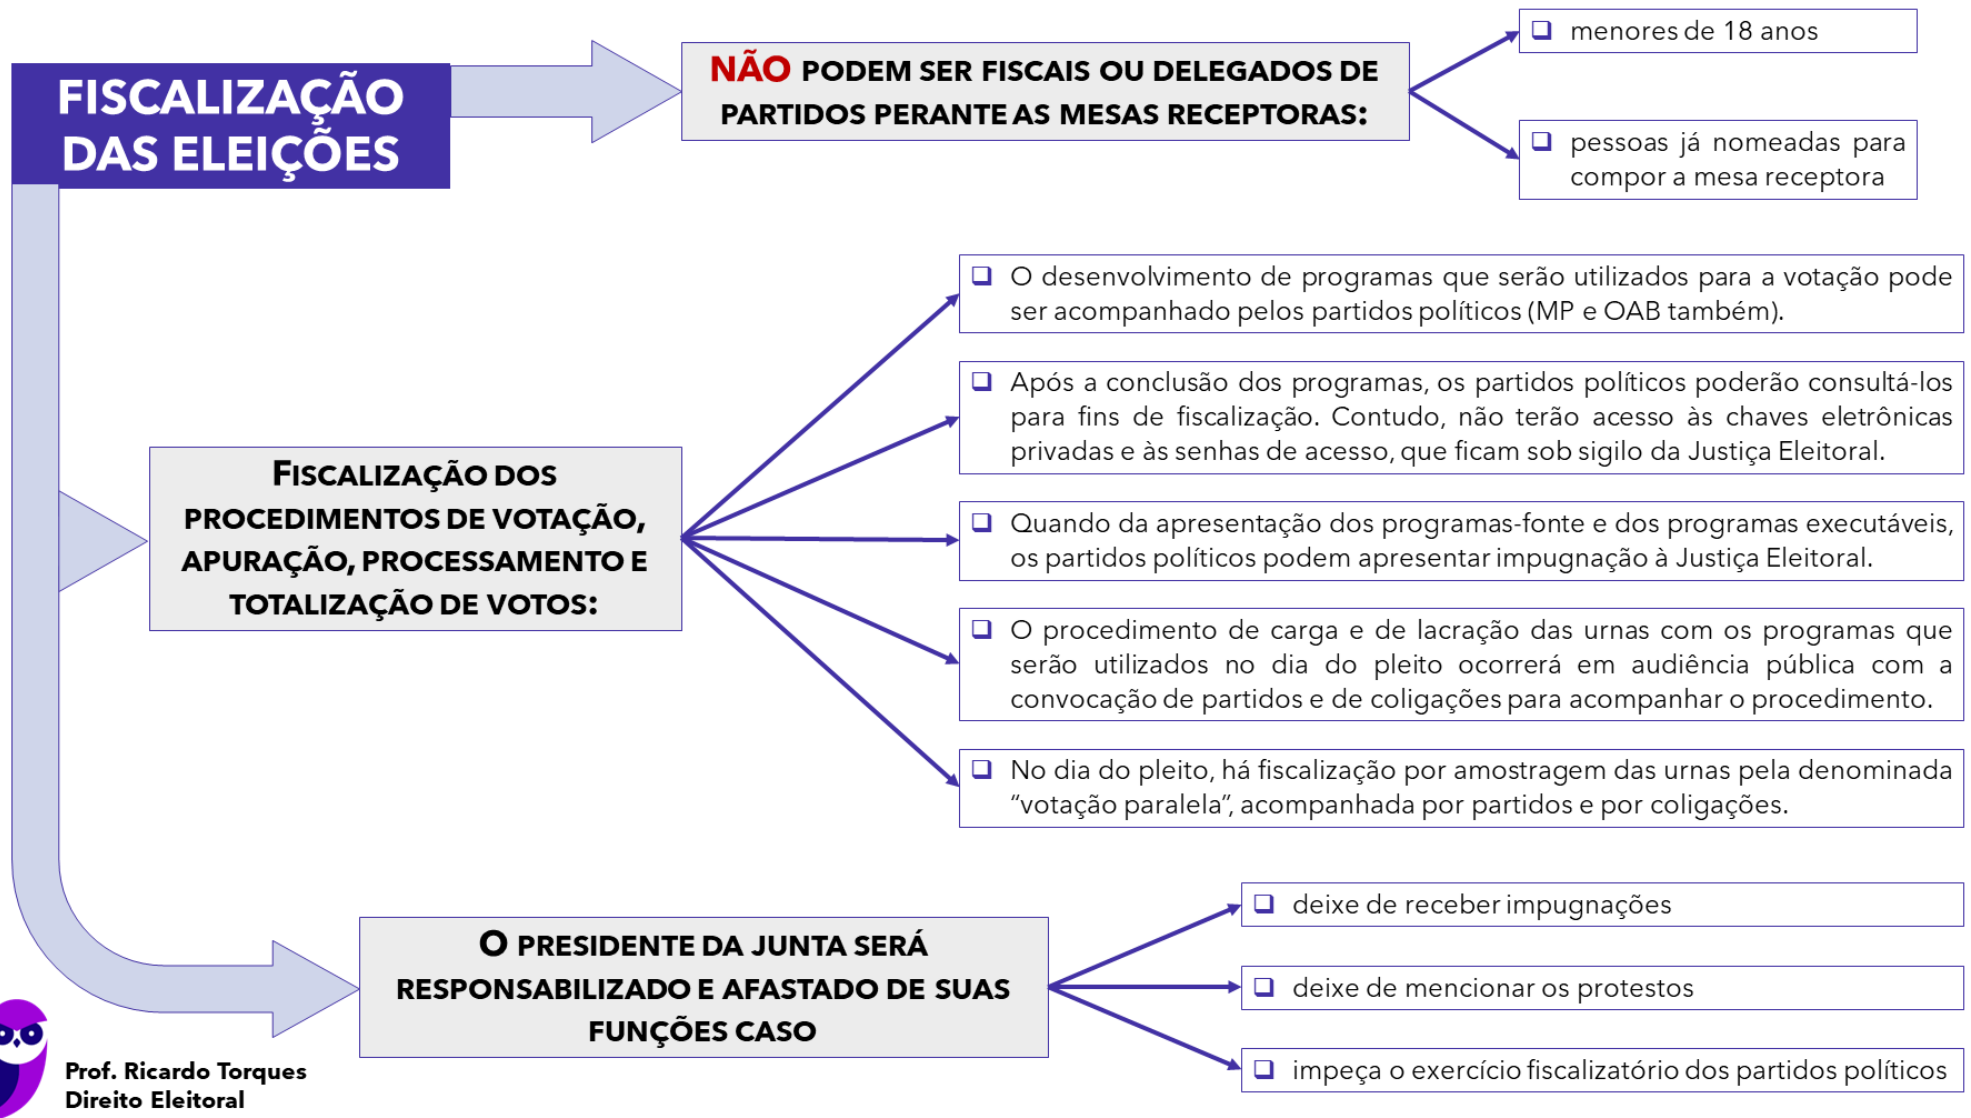 FISCALIZAÇÃO
DAS ELEIÇÕES
NÃO PODEM SER FISCAIS OU DELEGADOS DE
PARTIDOS PERANTE AS MESAS RECEPTORAS:
menores de 18 anos
pessoas já nomeadas para
compor a mesa receptora
FISCALIZAÇÃO DOS
PROCEDIMENTOS DE VOTAÇÃO,
APURAÇÃO, PROCESSAMENTO E
TOTALIZAÇÃO DE VOTOS:
O desenvolvimento de programas que serão utilizados para a votação pode
ser acompanhado pelos partidos políticos (MP e OAB também).
Após a conclusão dos programas, os partidos políticos poderão consultá-los
para fins de fiscalização. Contudo, não terão acesso às chaves eletrônicas
privadas e às senhas de acesso, que ficam sob sigilo da Justiça Eleitoral.
Quando da apresentação dos programas-fonte e dos programas executáveis,
os partidos políticos podem apresentar impugnação à Justiça Eleitoral.
O procedimento de carga e de lacração das urnas com os programas que
serão utilizados no dia do pleito ocorrerá em audiência pública com a
convocação de partidos e de coligações para acompanhar o procedimento.
No dia do pleito, há fiscalização por amostragem das urnas pela denominada
“votação paralela”, acompanhada por partidos e por coligações.
O PRESIDENTE DA JUNTA SERÁ
RESPONSABILIZADO E AFASTADO DE SUAS
FUNÇÕES CASO
deixe de receber impugnações
deixe de mencionar os protestos
impeça o exercício fiscalizatório dos partidos políticos
Prof. Ricardo Torques
Direito Eleitoral